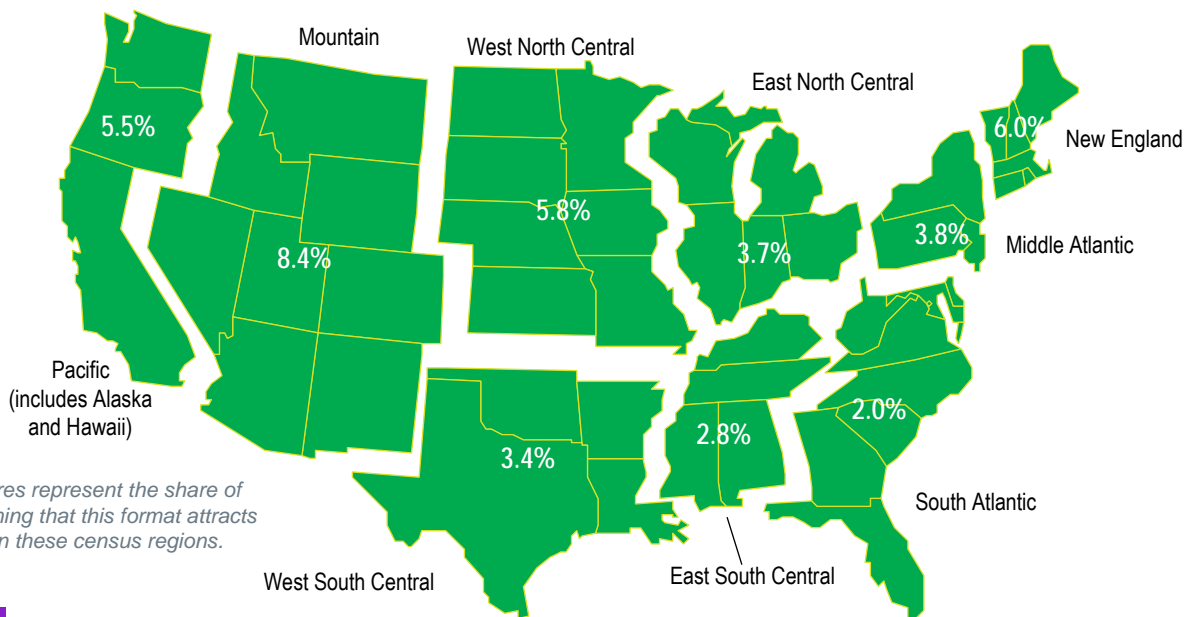 Mountain
West North Central
East North Central
5.5%
6.0%
New England
5.8%
3.8%
Middle Atlantic
8.4%
3.7%
Pacific
(includes Alaska
and Hawaii)
2.0%
2.8%
3.4%
South Atlantic
represent the share of
that this format attracts
these census regions.
West South Central
East South Central